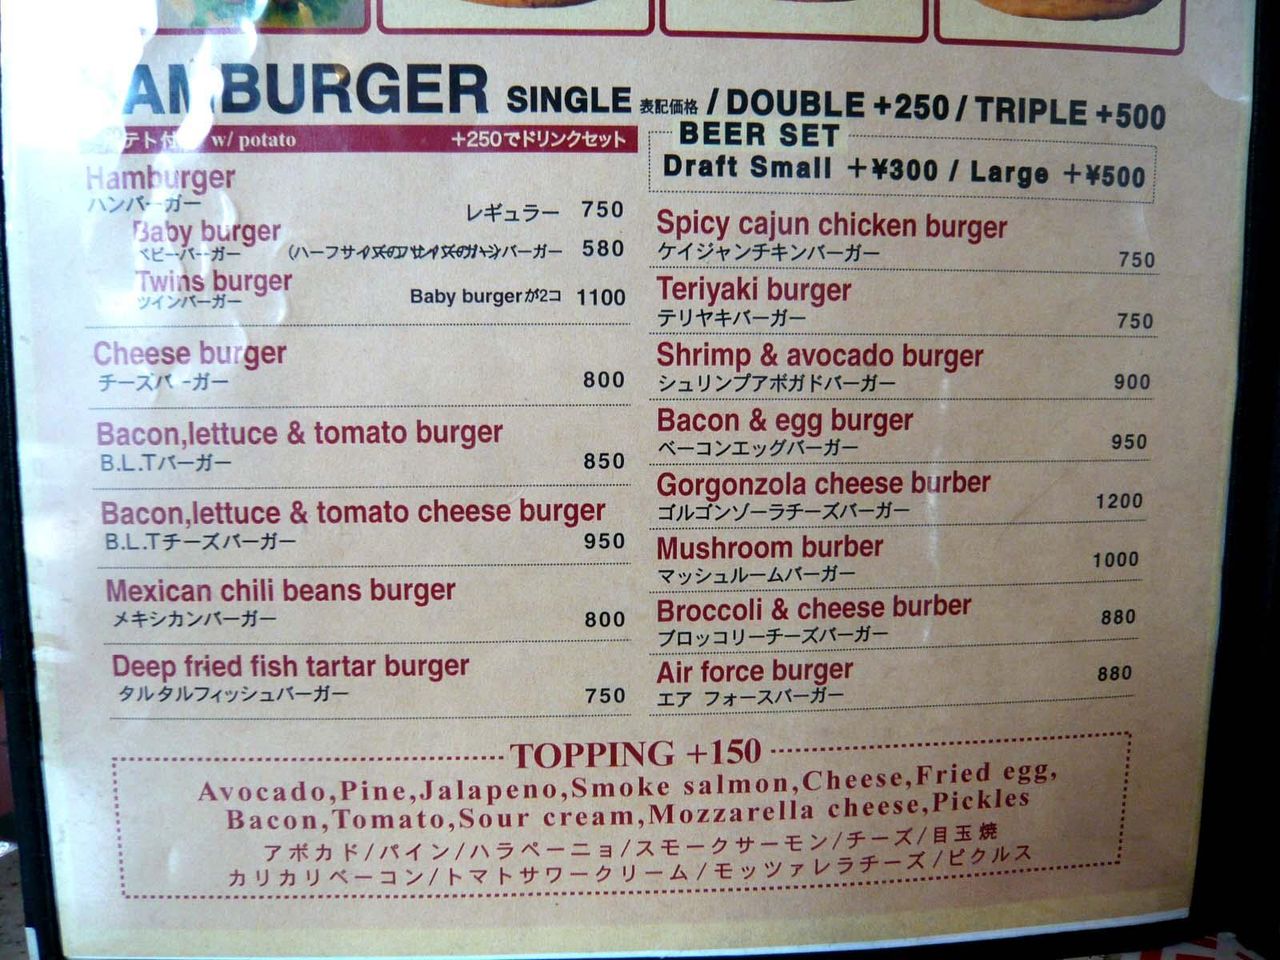 AMBURGER SINGLE 表記価格 / DOUBLE +250 / TRIPLE +500
テト付 w/ potato +250でドリンクセット
Hamburger
ハンバーガー
レギュラー 750
Baby burger
ベビーバーガー バーガー 580
Twins burger
ツインバーガー Baby burgerが2コ 1100
Cheese burger
チーズバーガー 800
Bacon,lettuce & tomato burger
B.L.Tバーガー 850
Bacon,lettuce & tomato cheese burger
B.L.Tチーズバーガー 950
Mexican chili beans burger
メキシカンバーガー 800
Deep fried fish tartar burger
タルタルフィッシュバーガー 750
BEER SET
Draft Small +¥300 / Large +¥500
Spicy cajun chicken burger
ケイジャンチキンバーガー 750
Teriyaki burger
テリヤキバーガー 750
Shrimp & avocado burger
シュリンプアボガドバーガー 900
Bacon & egg burger
ベーコンエッグバーガー 950
Gorgonzola cheese burber
ゴルゴンゾーラチーズバーガー 1200
Mushroom burber
マッシュルームバーガー 1000
Broccoli & cheese burber
ブロッコリーチーズバーガー 880
Air force burger
エア フォースバーガー 880
TOPPING +150
Avocado,Pine,Jalapeno,Smoke salmon,Cheese,Fried egg,
Bacon,Tomato,Sour cream,Mozzarella cheese,Pickles
アボカド/パイン/ハラペーニョ/スモークサーモン/チーズ/目玉焼
カリカリベーコン/トマトサワークリーム/モッツァレラチーズ/ピクルス